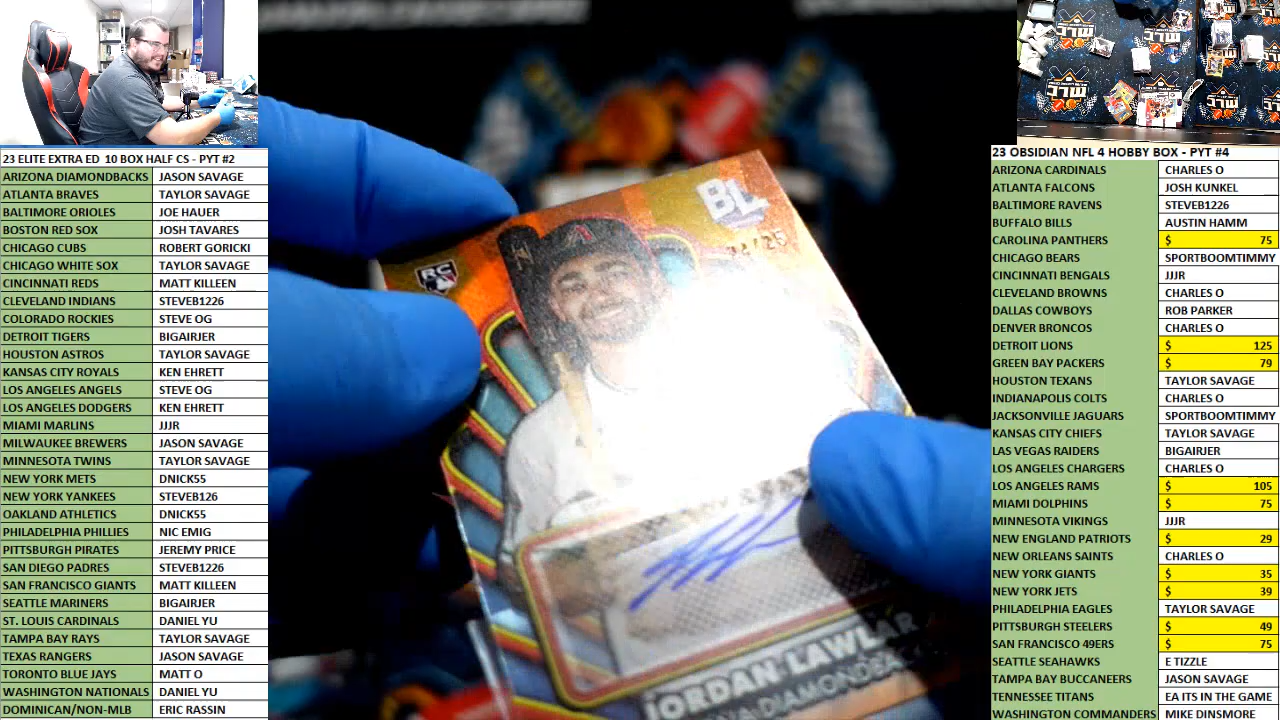 23 ELITE EXTRA ED 10 BOX HALF CS - PYT #2
ARIZONA DIAMONDBACKS JASON SAVAGE
ATLANTA BRAVES TAYLOR SAVAGE
BALTIMORE ORIOLES JOE HAUER
BOSTON RED SOX JOSH TAVARES
CHICAGO CUBS ROBERT GORICKI
CHICAGO WHITE SOX TAYLOR SAVAGE
CINCINNATI REDS MATT KILLEEN
CLEVELAND INDIANS STEVEB1226
COLORADO ROCKIES STEVE OG
DETROIT TIGERS BIGAIRJER
HOUSTON ASTROS TAYLOR SAVAGE
KANSAS CITY ROYALS KEN EHRETT
LOS ANGELES ANGELS STEVE OG
LOS ANGELES DODGERS KEN EHRETT
MIAMI MARLINS JJJR
MILWAUKEE BREWERS JASON SAVAGE
MINNESOTA TWINS TAYLOR SAVAGE
NEW YORK METS DNICK55
NEW YORK YANKEES STEVEB126
OAKLAND ATHLETICS DNICK55
PHILADELPHIA PHILLIES NIC EMIG
PITTSBURGH PIRATES JEREMY PRICE
SAN DIEGO PADRES STEVEB1226
SAN FRANCISCO GIANTS MATT KILLEEN
SEATTLE MARINERS BIGAIRJER
ST. LOUIS CARDINALS DANIEL YU
TAMPA BAY RAYS TAYLOR SAVAGE
TEXAS RANGERS JASON SAVAGE
TORONTO BLUE JAYS MATT O
WASHINGTON NATIONALS DANIEL YU
DOMINICAN/NON-MLB ERIC RASSIN
BL
RC
JORDAN LAWLAR
23 OBSIDIAN NFL 4 HOBBY BOX - PYT #4
ARIZONA CARDINALS CHARLES O
ATLANTA FALCONS JOSH KUNKEL
BALTIMORE RAVENS STEVEB1226
BUFFALO BILLS AUSTIN HAMM
CAROLINA PANTHERS $ 75
CHICAGO BEARS SPORTBOOMTIMMY
CINCINNATI BENGALS JJJR
CLEVELAND BROWNS CHARLES O
DALLAS COWBOYS ROB PARKER
DENVER BRONCOS CHARLES O
DETROIT LIONS $ 125
GREEN BAY PACKERS $ 79
HOUSTON TEXANS TAYLOR SAVAGE
INDIANAPOLIS COLTS CHARLES O
JACKSONVILLE JAGUARS SPORTBOOMTIMMY
KANSAS CITY CHIEFS TAYLOR SAVAGE
LAS VEGAS RAIDERS BIGAIRJER
LOS ANGELES CHARGERS CHARLES O
LOS ANGELES RAMS $ 105
MIAMI DOLPHINS $ 75
MINNESOTA VIKINGS JJJR
NEW ENGLAND PATRIOTS $ 29
NEW ORLEANS SAINTS CHARLES O
NEW YORK GIANTS $ 35
NEW YORK JETS $ 39
PHILADELPHIA EAGLES TAYLOR SAVAGE
PITTSBURGH STEELERS $ 49
SAN FRANCISCO 49ERS $ 75
SEATTLE SEAHAWKS E TIZZLE
TAMPA BAY BUCCANEERS JASON SAVAGE
TENNESSEE TITANS EA ITS IN THE GAME
WASHINGTON COMMANDERS MIKE DINSMORE